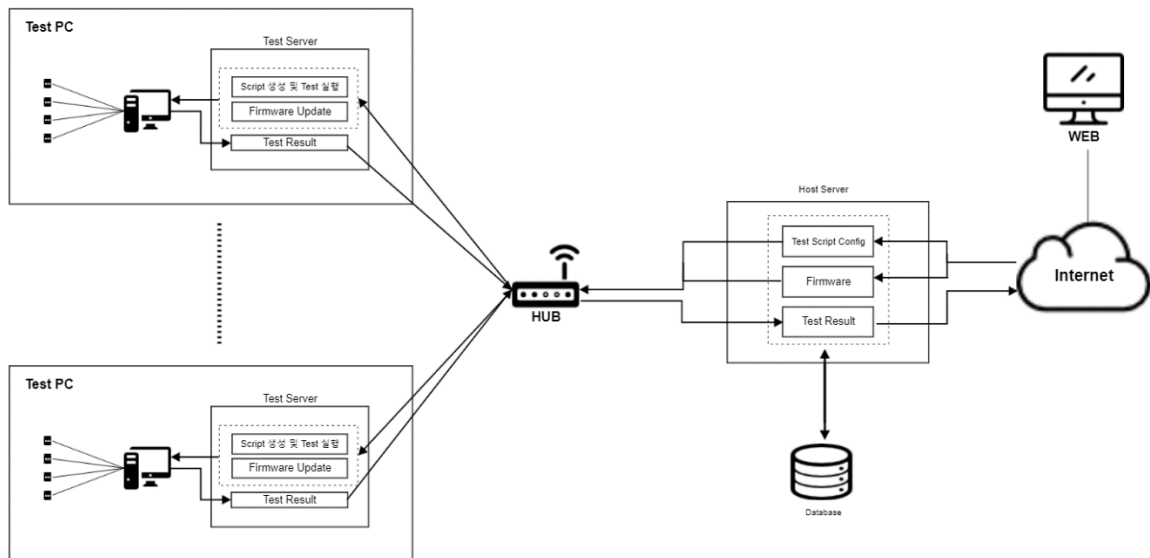 Test PC
Test Server
Script 생성 및 Test 실행
Firmware Update
Test Result
HUB
Host Server
Test Script Config
Firmware
Test Result
Database
WEB
Internet
Test PC
Test Server
Script 생성 및 Test 실행
Firmware Update
Test Result